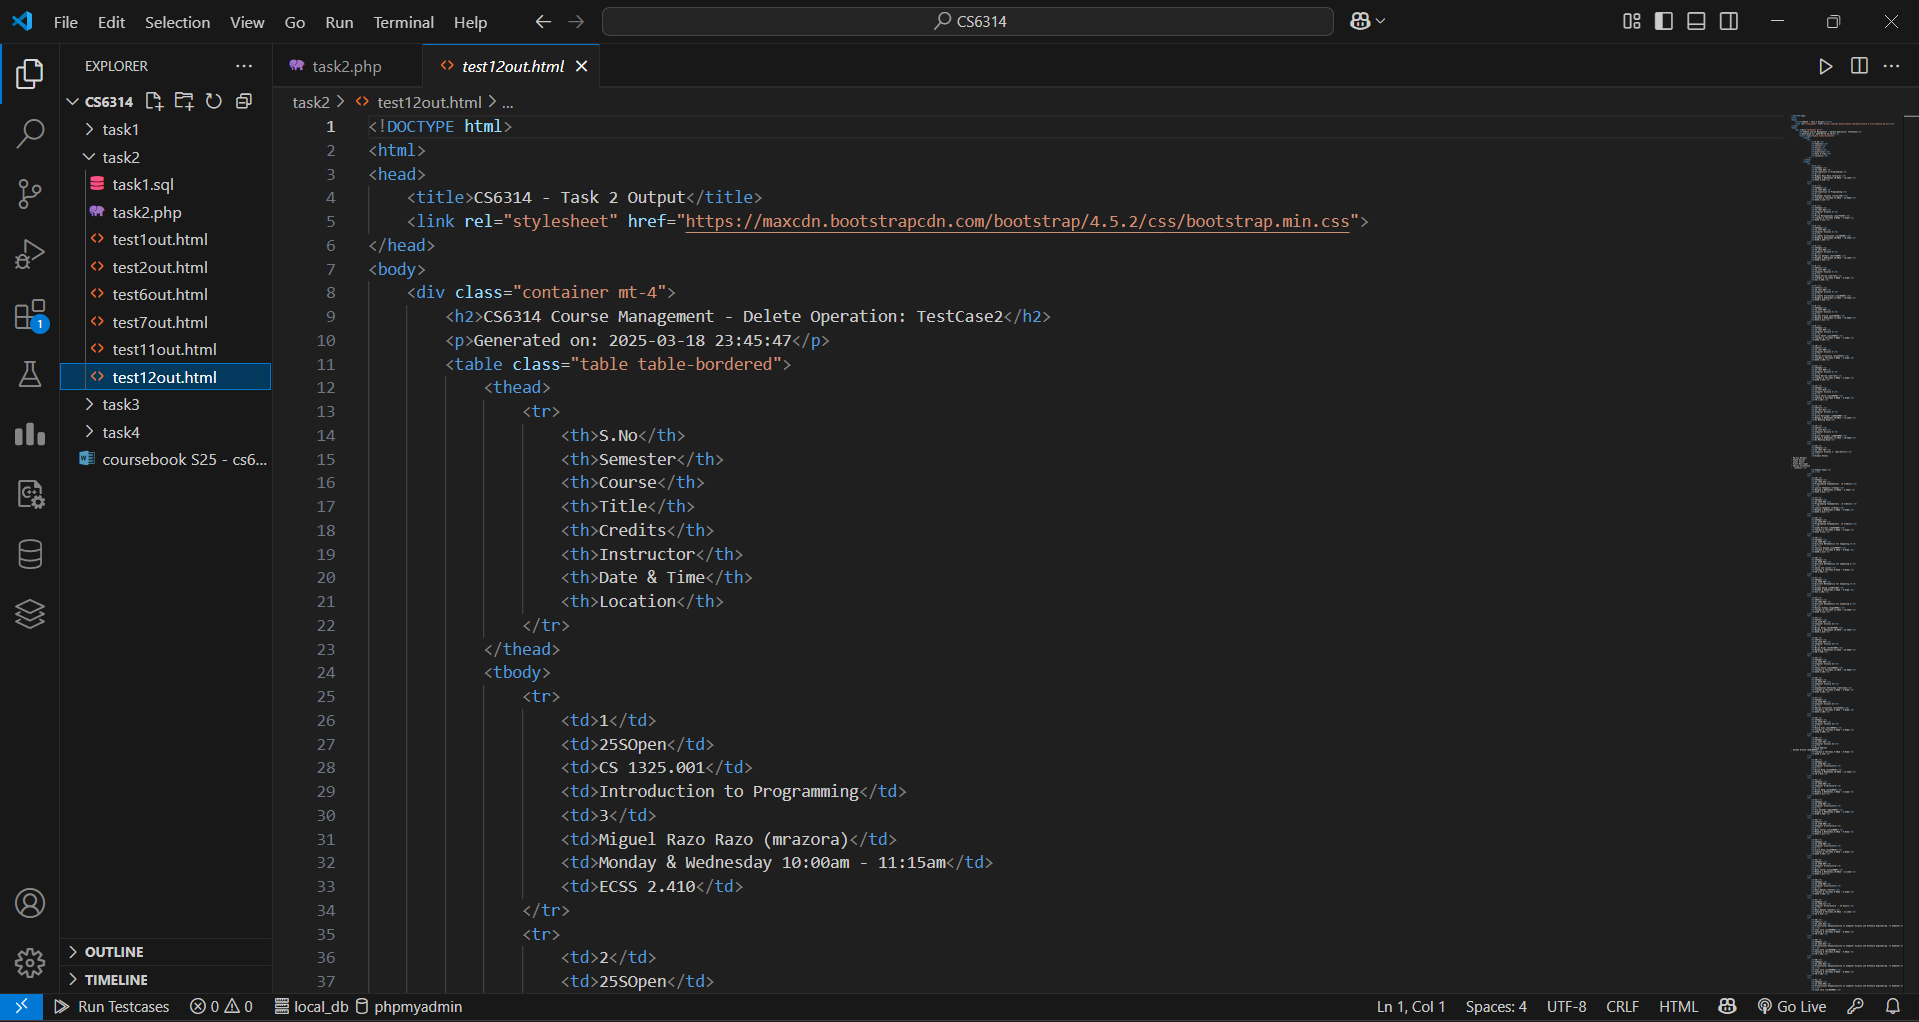 File Edit Selection View Go Run Terminal Help
CS6314
EXPLORER
CS6314
task1
task2
task1.sql
task2.php
test1out.html
test2out.html
test6out.html
test7out.html
test11out.html
test12out.html
task3
task4
coursebook S25 - cs6...
OUTLINE
TIMELINE
1
task2.php
test12out.html
task2 > test12out.html > ...
1 <!DOCTYPE html>
2 <html>
3 <head>
4 <title>CS6314 - Task 2 Output</title>
5 <link rel="stylesheet" href="https://maxcdn.bootstrapcdn.com/bootstrap/4.5.2/css/bootstrap.min.css">
6 </head>
7 <body>
8 <div class="container mt-4">
9 <h2>CS6314 Course Management - Delete Operation: TestCase2</h2>
10 <p>Generated on: 2025-03-18 23:45:47</p>
11 <table class="table table-bordered">
12 <thead>
13 <tr>
14 <th>S.No</th>
15 <th>Semester</th>
16 <th>Course</th>
17 <th>Title</th>
18 <th>Credits</th>
19 <th>Instructor</th>
20 <th>Date & Time</th>
21 <th>Location</th>
22 </tr>
23 </thead>
24 <tbody>
25 <tr>
26 <td>1</td>
27 <td>25SOpen</td>
28 <td>CS 1325.001</td>
29 <td>Introduction to Programming</td>
30 <td>3</td>
31 <td>Miguel Razo Razo (mrazora)</td>
32 <td>Monday & Wednesday 10:00am - 11:15am</td>
33 <td>ECSS 2.410</td>
34 </tr>
35 <tr>
36 <td>2</td>
37 <td>25SOpen</td>
Run Testcases 0 0 local_db phpmyadmin Ln 1, Col 1 Spaces: 4 UTF-8 CRLF HTML Go Live